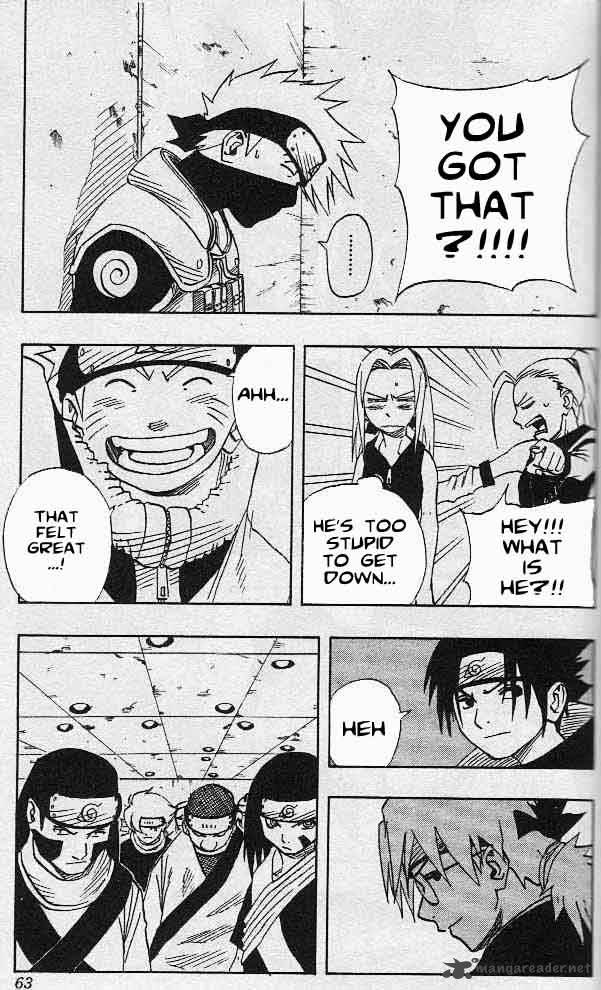 YOU
GOT
THAT
?!!!!
........
HEY!!!
WHAT
IS
HE?!!
HE'S TOO
STUPID
TO GET
DOWN...
AHH...
THAT
FELT
GREAT
...!
HEH
63
mangareader.net